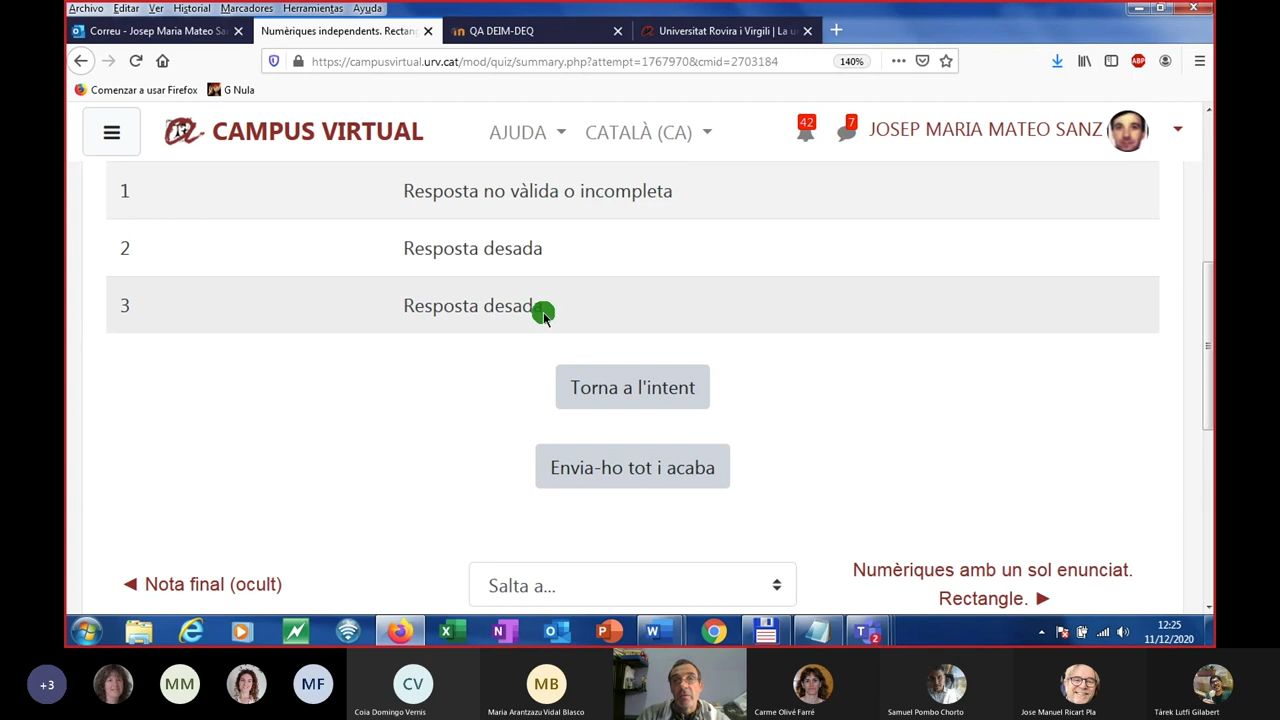 Archivo Editar Ver Historial Marcadores Herramientas Ayuda
Correu - Josep Maria Mateo Sa
Numèriques independents. Rectang
QA DEIM-DEQ
Universitat Rovira i Virgili | La u
https://campusvirtual.urv.cat/mod/quiz/summary.php?attempt=1767970&cmid=2703184
140%
ABP
Comenzar a usar Firefox
G Nula
CAMPUS VIRTUAL
AJUDA
CATALÀ (CA)
42
7
JOSEP MARIA MATEO SANZ
1 Resposta no vàlida o incompleta
2 Resposta desada
3 Resposta desada
Torna a l'intent
Envia-ho tot i acaba
◄ Nota final (ocult)
Salta a...
Numèriques amb un sol enunciat.
Rectangle. ►
12:25
11/12/2020
2
+3
MM
MF
CV
Coia Domingo Vernis
MB
Maria Arantzazu Vidal Blasco
Carme Olivé Farré
Samuel Pombo Chorto
Jose Manuel Ricart Pla
Tárek Lutfi Gilabert